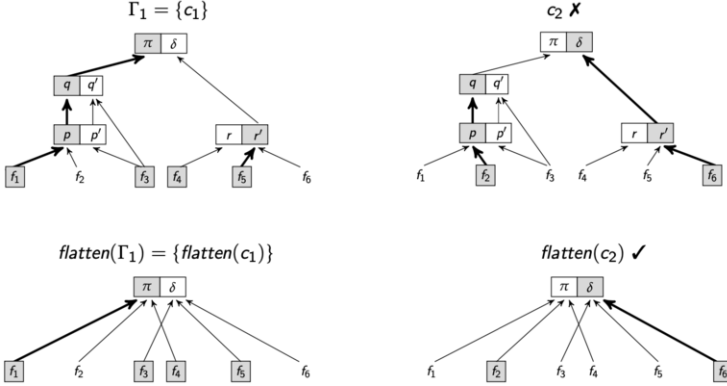 Γ₁ = {c₁}
c₂ ✗
π δ
π δ
q q′
q q′
p p′
r r′
p p′
r r′
f₁ f₂ f₃ f₄ f₅ f₆
f₁ f₂ f₃ f₄ f₅ f₆
flatten(Γ₁) = {flatten(c₁)}
flatten(c₂) ✓
π δ
π δ
f₁ f₂ f₃ f₄ f₅ f₆
f₁ f₂ f₃ f₄ f₅ f₆